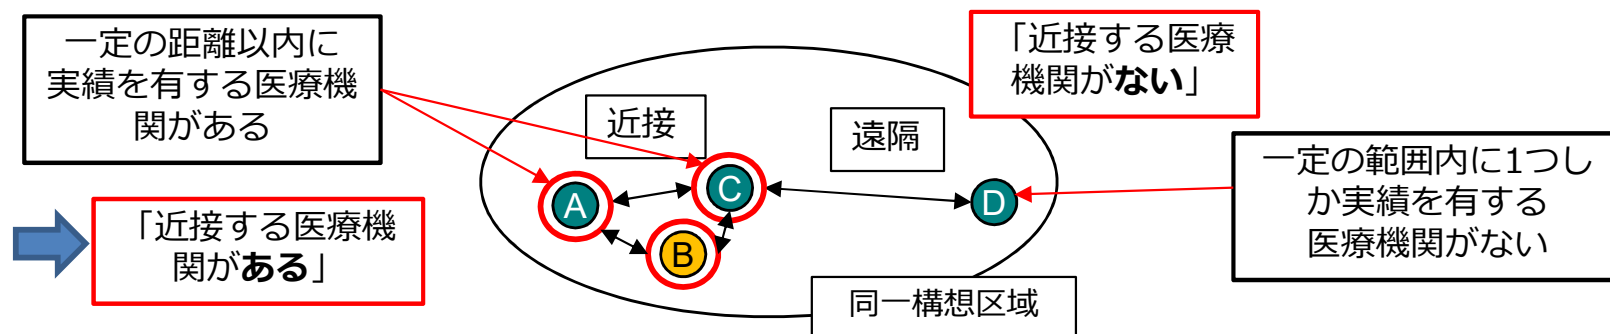 一定の距離以内に
実績を有する医療機
関がある
「近接する医療機
関がある」
近接
遠隔
A
B
C
D
同一構想区域
「近接する医療
機関がない」
一定の範囲内に1つし
か実績を有する
医療機関がない